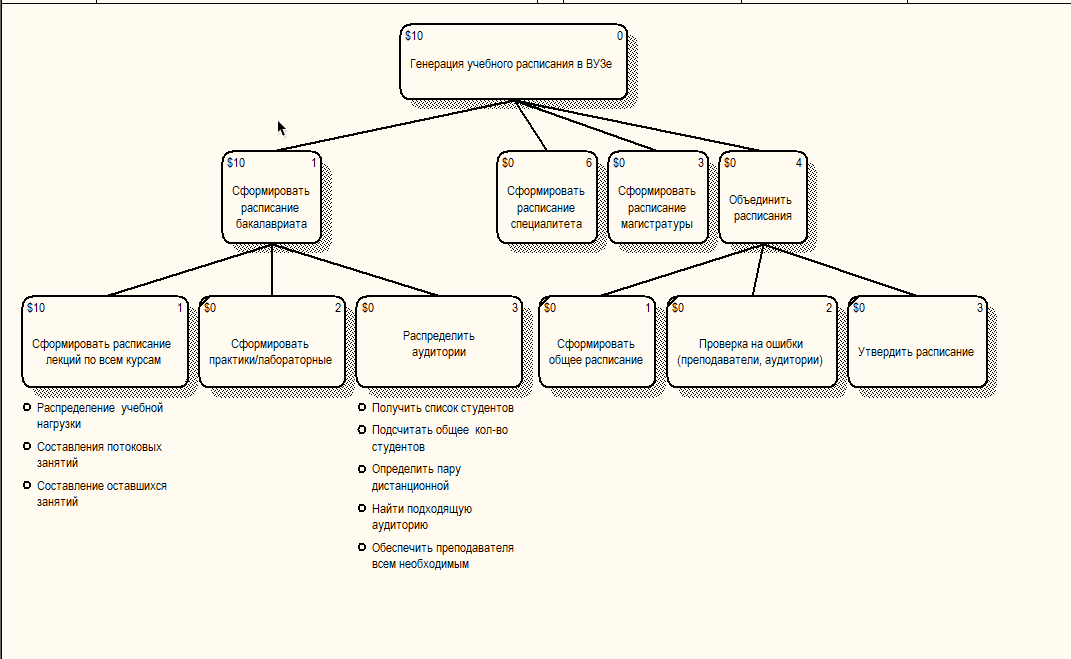 $10 0
Генерация учебного расписания в ВУЗе
$10 1
Сформировать
расписание
бакалавриата
$0 6
Сформировать
расписание
специалитета
$0 3
Сформировать
расписание
магистратуры
$0 4
Объединить
расписания
$10 1
Сформировать расписание
лекций по всем курсам
$0 2
Сформировать
практики/лабораторные
$0 3
Распределить
аудитории
$0 1
Сформировать
общее расписание
$0 2
Проверка на ошибки
(преподаватели, аудитории)
$0 3
Утвердить расписание
Распределение учебной
нагрузки
Составления потоковых
занятий
Составление оставшихся
занятий
Получить список студентов
Подсчитать общее кол-во
студентов
Определить пару
дистанционной
Найти подходящую
аудиторию
Обеспечить преподавателя
всем необходимым